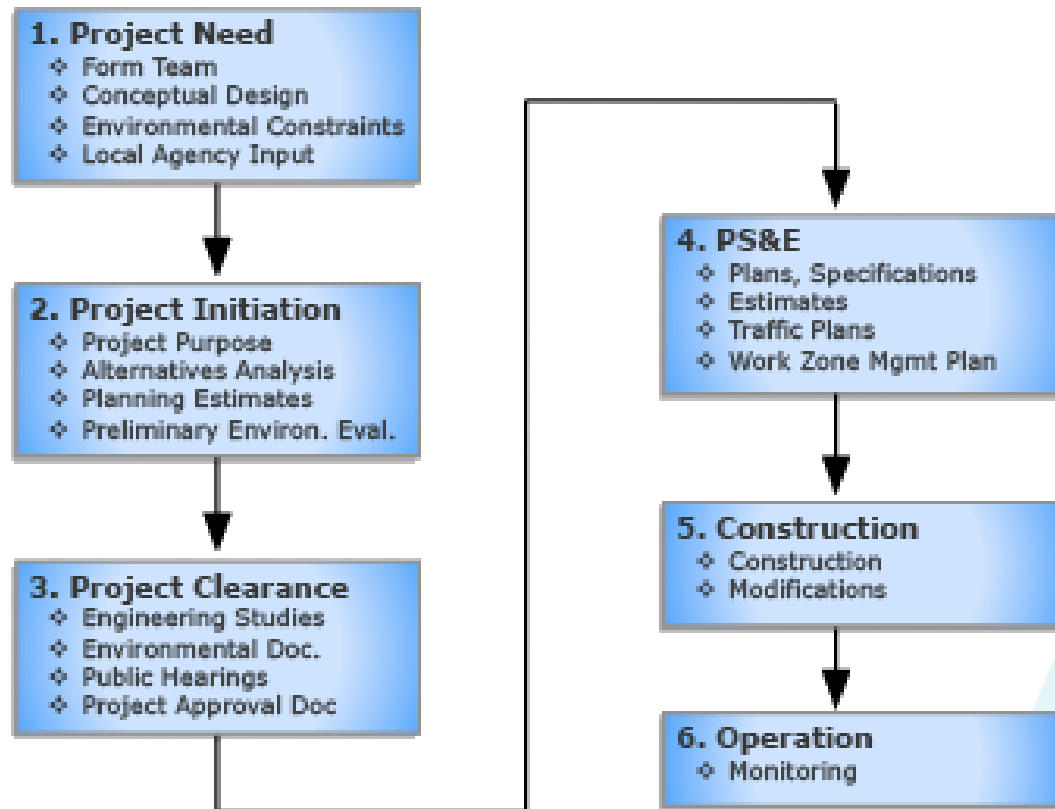 1. Project Need
❖ Form Team
❖ Conceptual Design
❖ Environmental Constraints
❖ Local Agency Input
2. Project Initiation
❖ Project Purpose
❖ Alternatives Analysis
❖ Planning Estimates
❖ Preliminary Environ. Eval.
3. Project Clearance
❖ Engineering Studies
❖ Environmental Doc.
❖ Public Hearings
❖ Project Approval Doc
4. PS&E
❖ Plans, Specifications
❖ Estimates
❖ Traffic Plans
❖ Work Zone Mgmt Plan
5. Construction
❖ Construction
❖ Modifications
6. Operation
❖ Monitoring